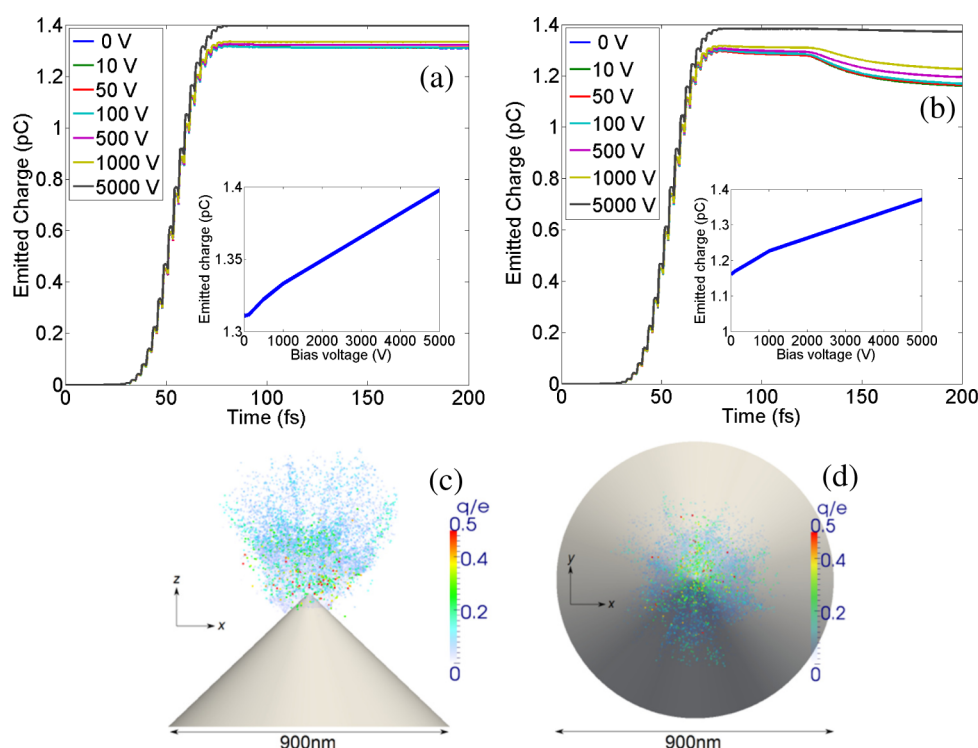 1.4
1.2
1
0.8
0.6
0.4
0.2
0
Emitted Charge (pC)
0 V
10 V
50 V
100 V
500 V
1000 V
5000 V
(a)
1.4
1.35
1.3
Emitted charge (pC)
0 1000 2000 3000 4000 5000
Bias voltage (V)
0 50 100 150 200
Time (fs)
1.4
1.2
1
0.8
0.6
0.4
0.2
0
Emitted Charge (pC)
0 V
10 V
50 V
100 V
500 V
1000 V
5000 V
(b)
1.4
1.3
1.2
1.1
1
Emitted charge (pC)
0 1000 2000 3000 4000 5000
Bias voltage (V)
0 50 100 150 200
Time (fs)
(c)
q/e
0.5
0.4
0.2
0
z
x
900nm
(d)
q/e
0.5
0.4
0.2
0
y
x
900nm